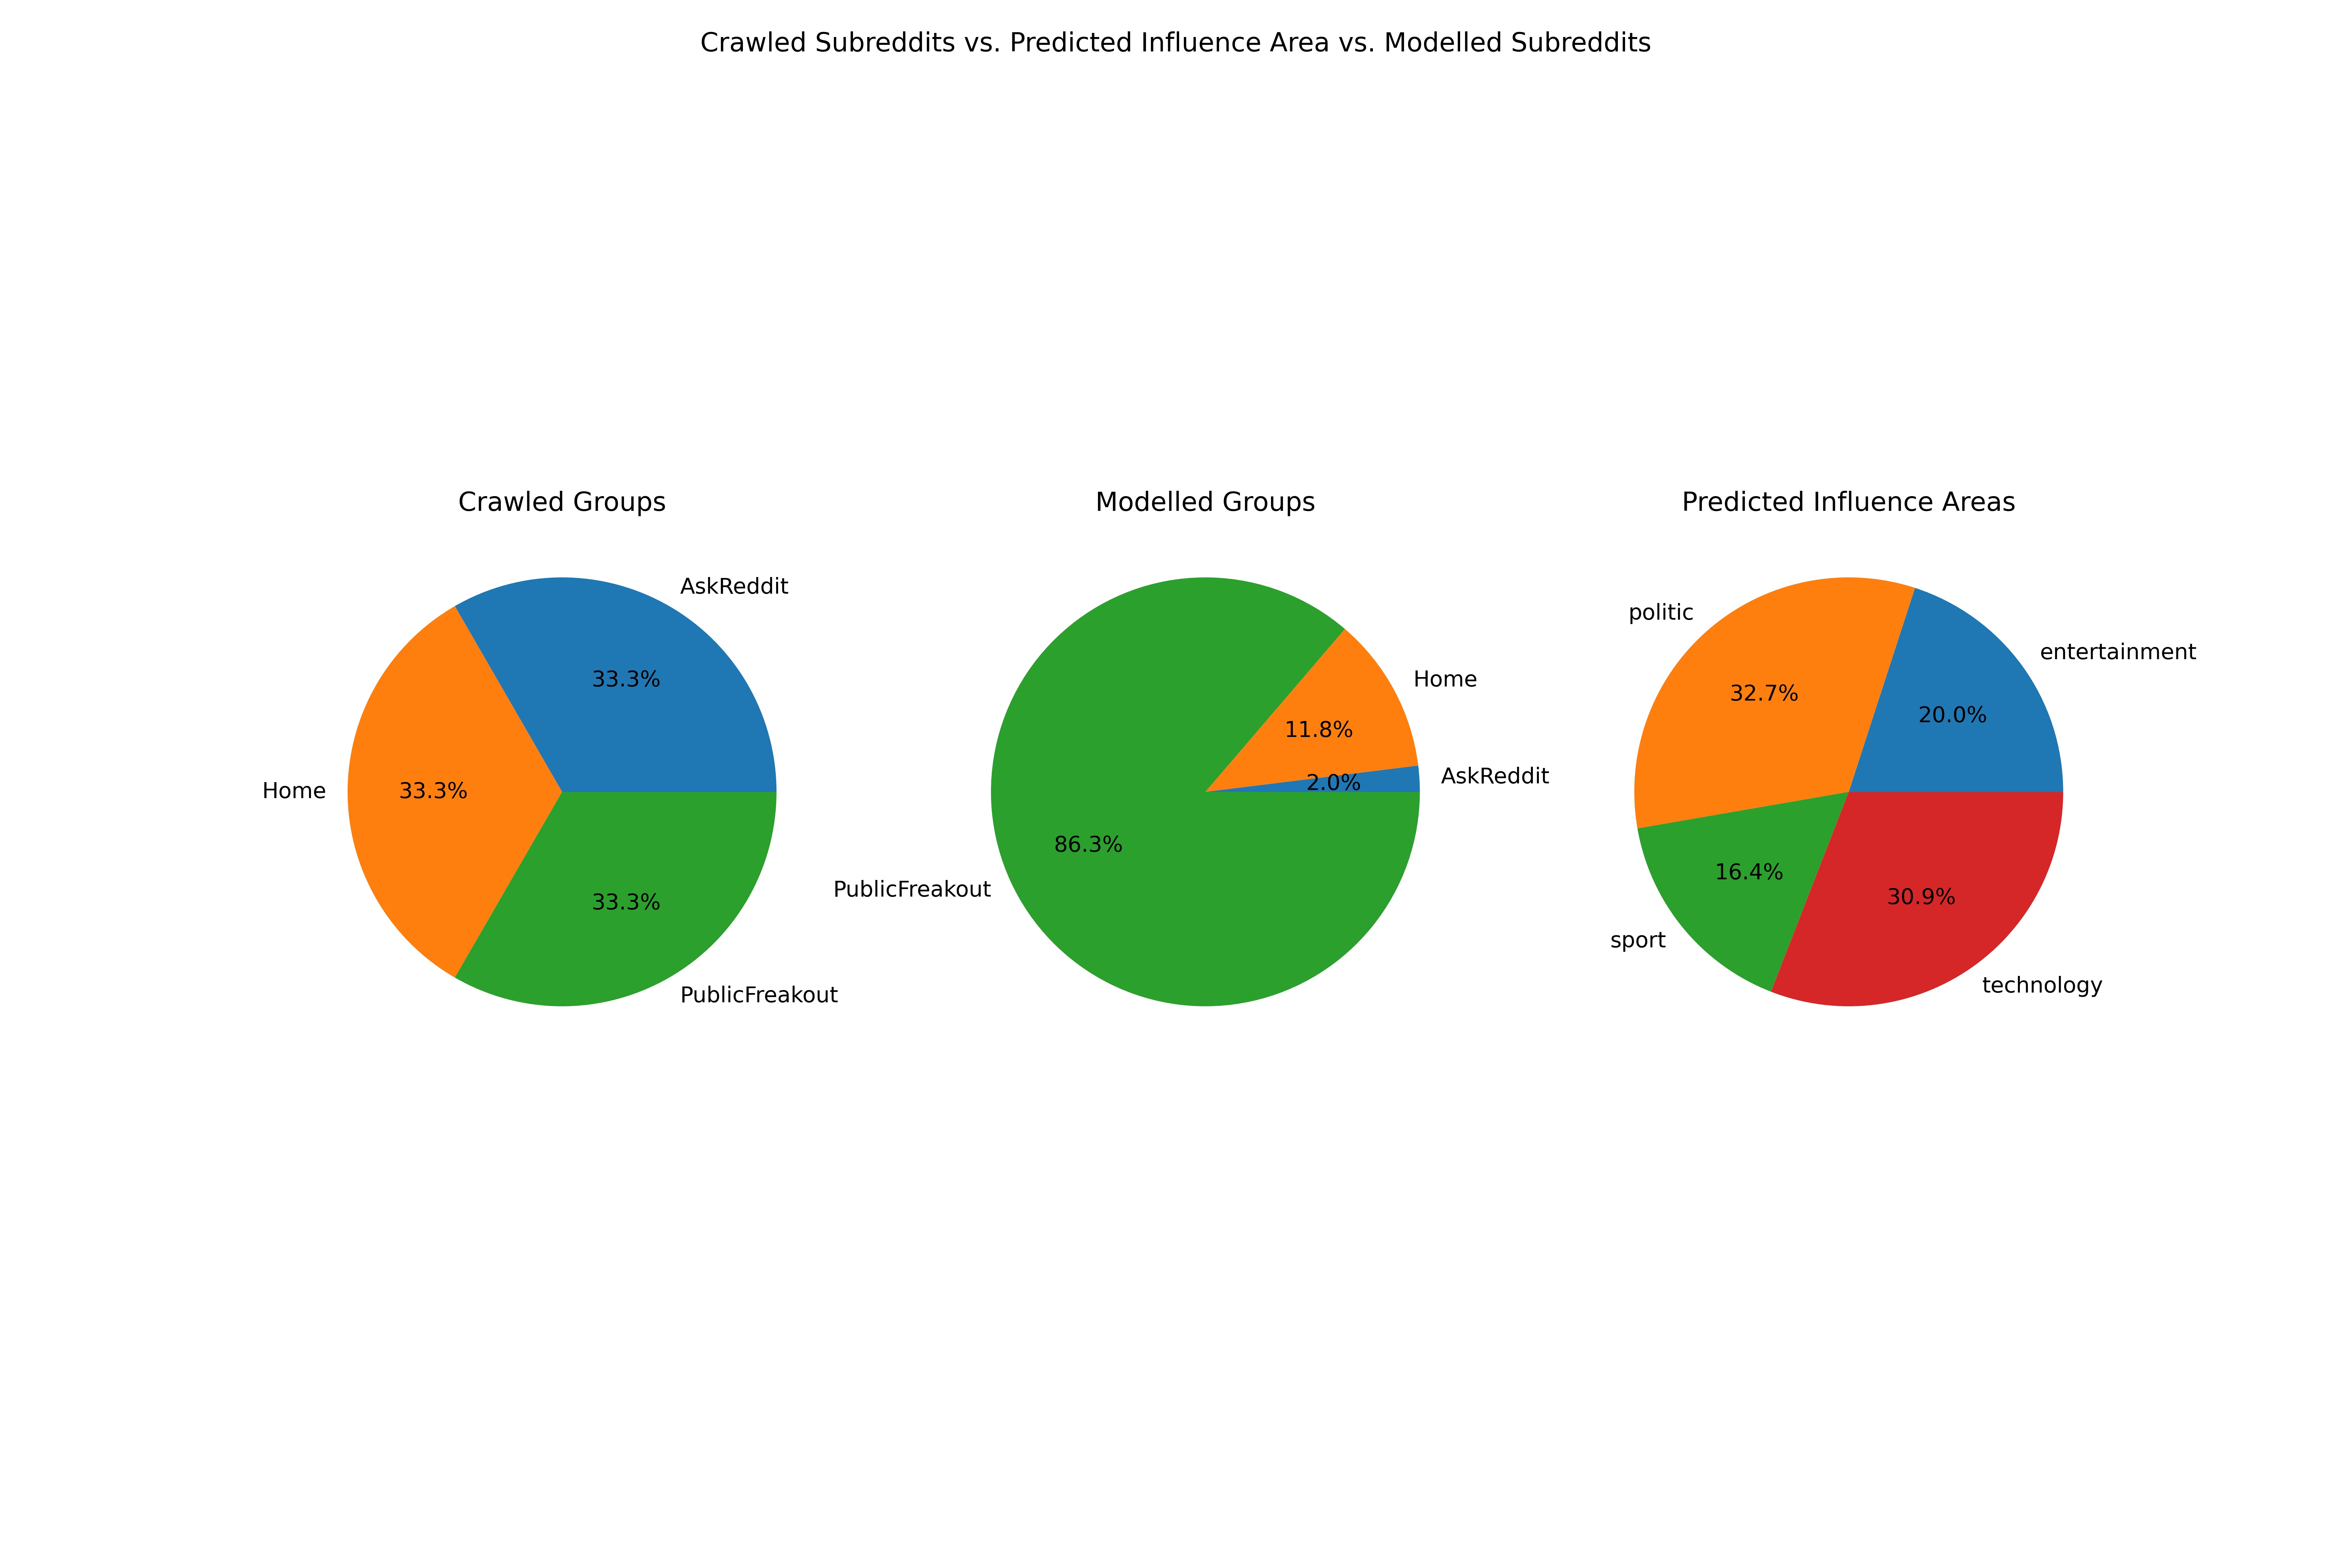 Crawled Subreddits vs. Predicted Influence Area vs. Modelled Subreddits
Crawled Groups
AskReddit
33.3%
Home
33.3%
33.3%
PublicFreakout
Modelled Groups
Home
11.8%
AskReddit
2.0%
86.3%
PublicFreakout
Predicted Influence Areas
politic
entertainment
32.7%
20.0%
16.4%
30.9%
sport
technology